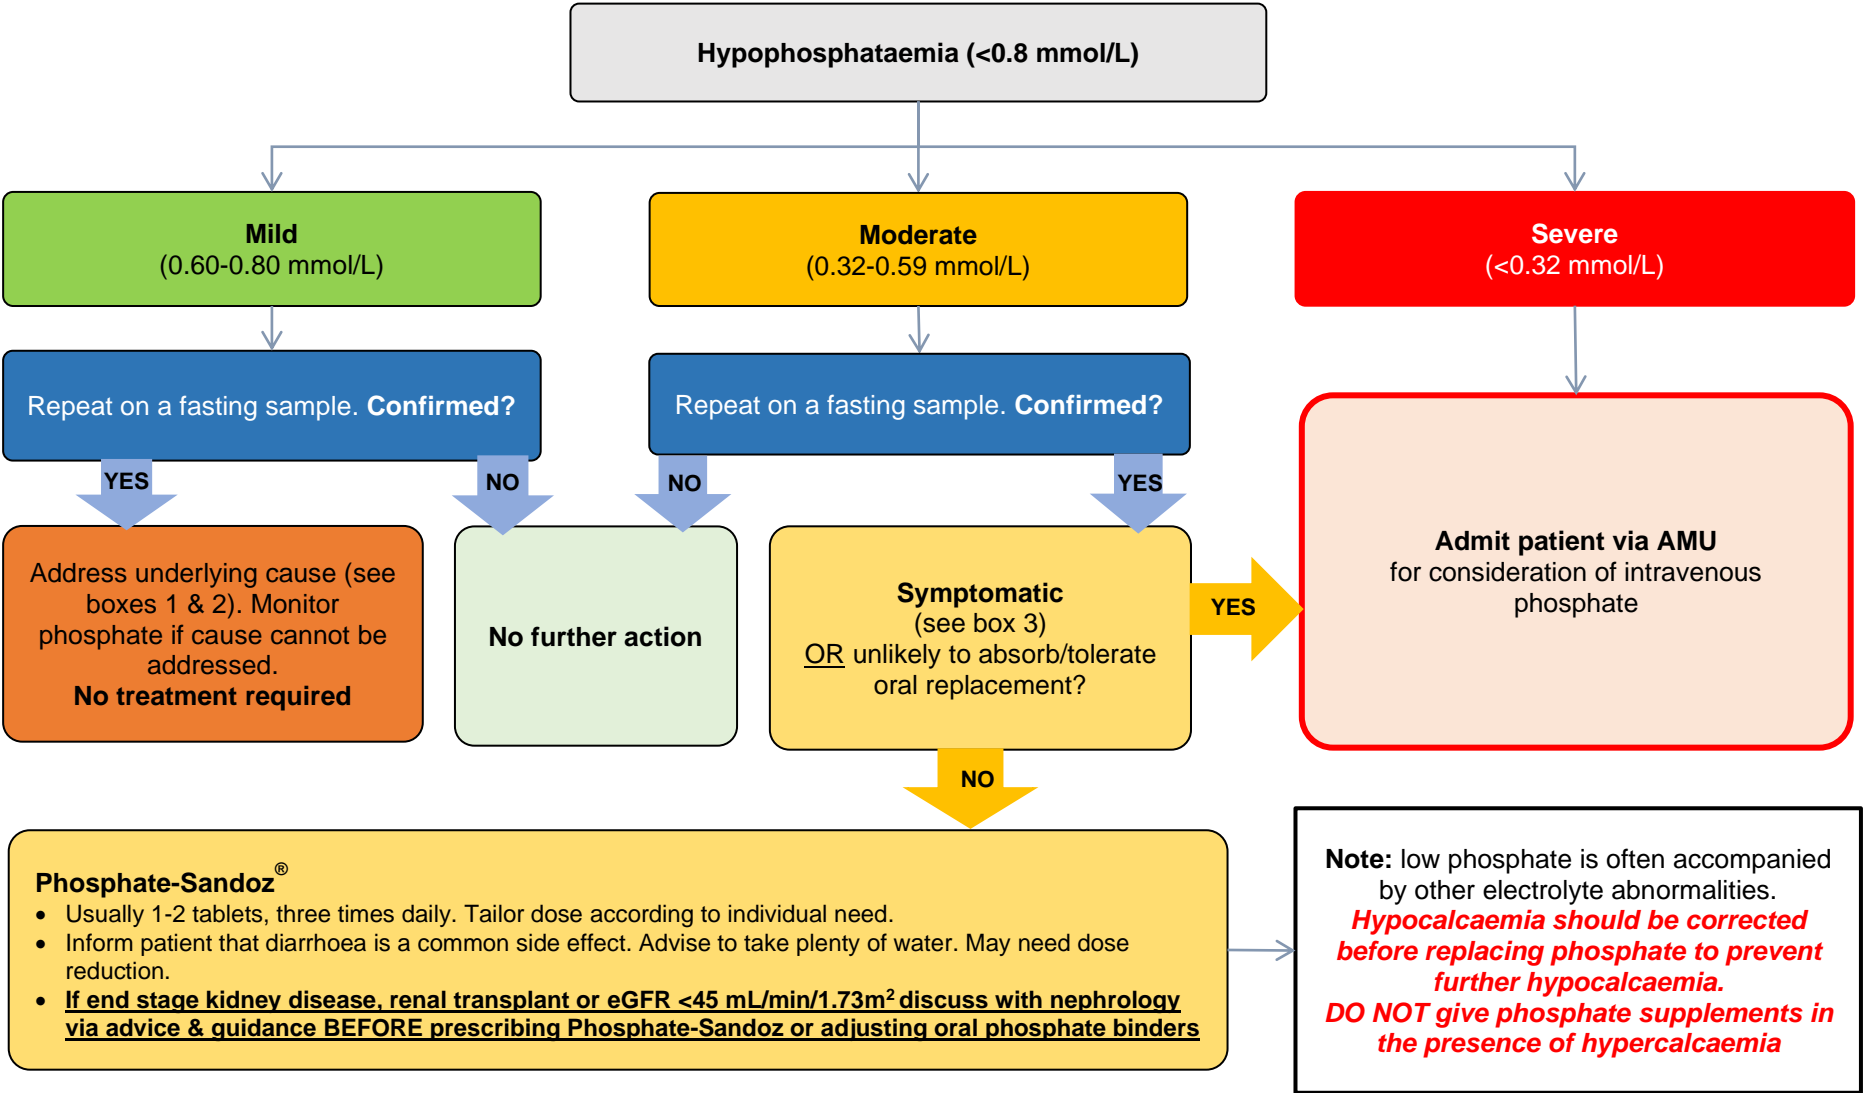 Hypophosphataemia (<0.8 mmol/L)
Mild
(0.60-0.80 mmol/L)
Moderate
(0.32-0.59 mmol/L)
Severe
(<0.32 mmol/L)
Repeat on a fasting sample. Confirmed?
Repeat on a fasting sample. Confirmed?
YES
NO
NO
YES
Address underlying cause (see
boxes 1 & 2). Monitor
phosphate if cause cannot be
addressed.
No treatment required
No further action
Symptomatic
(see box 3)
OR unlikely to absorb/tolerate
oral replacement?
YES
Admit patient via AMU
for consideration of intravenous
phosphate
NO
Phosphate-Sandoz®
• Usually 1-2 tablets, three times daily. Tailor dose according to individual need.
• Inform patient that diarrhoea is a common side effect. Advise to take plenty of water. May need dose
reduction.
• If end stage kidney disease, renal transplant or eGFR <45 mL/min/1.73m² discuss with nephrology
via advice & guidance BEFORE prescribing Phosphate-Sandoz or adjusting oral phosphate binders
Note: low phosphate is often accompanied
by other electrolyte abnormalities.
Hypocalcaemia should be corrected
before replacing phosphate to prevent
further hypocalcaemia.
DO NOT give phosphate supplements in
the presence of hypercalcaemia